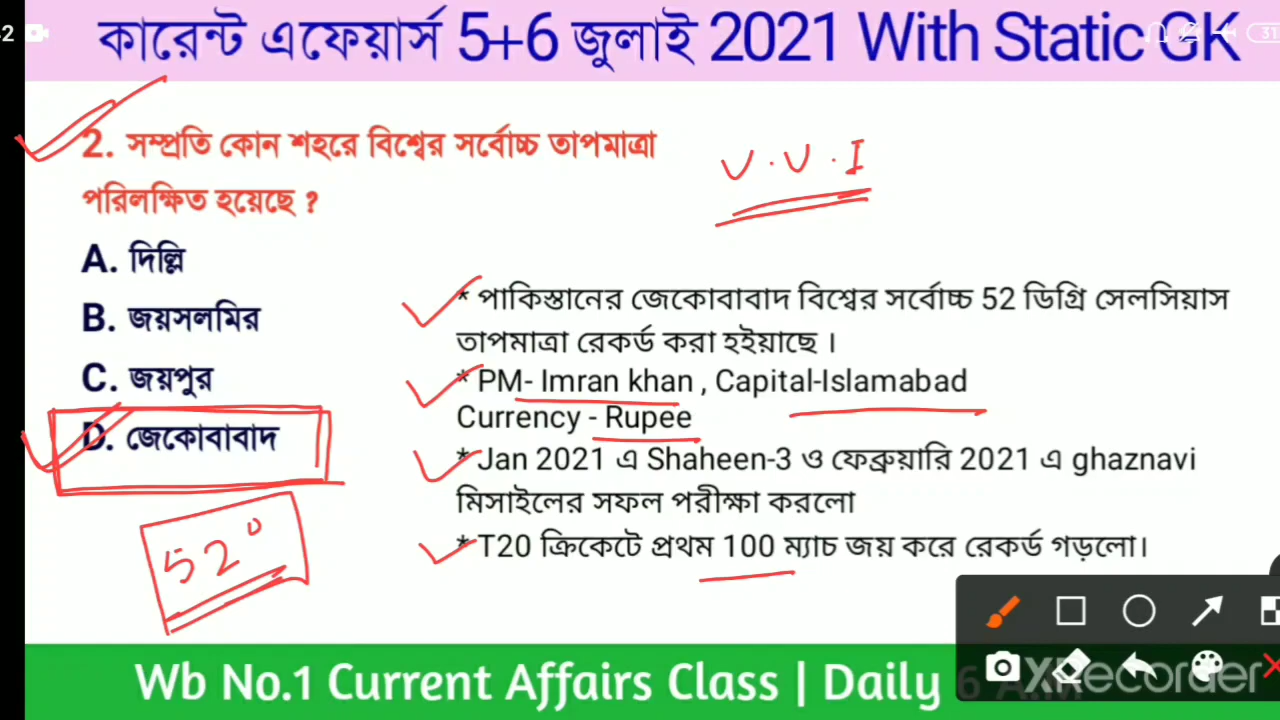 কারেন্ট এফেয়ার্স 5+6 জুলাই 2021 With Static GK
2. সম্প্রতি কোন শহরে বিশ্বের সর্বোচ্চ তাপমাত্রা
পরিলক্ষিত হয়েছে ?
V.V.I
A. দিল্লি
B. জয়সলমির
C. জয়পুর
D. জেকোবাবাদ
52°
* পাকিস্তানের জেকোবাবাদ বিশ্বের সর্বোচ্চ 52 ডিগ্রি সেলসিয়াস
তাপমাত্রা রেকর্ড করা হইয়াছে ।
* PM- Imran khan , Capital-Islamabad
Currency - Rupee
* Jan 2021 এ Shaheen-3 ও ফেব্রুয়ারি 2021 এ ghaznavi
মিসাইলের সফল পরীক্ষা করলো
* T20 ক্রিকেটে প্রথম 100 ম্যাচ জয় করে রেকর্ড গড়লো।
Wb No.1 Current Affairs Class | Daily 6
XRecorder